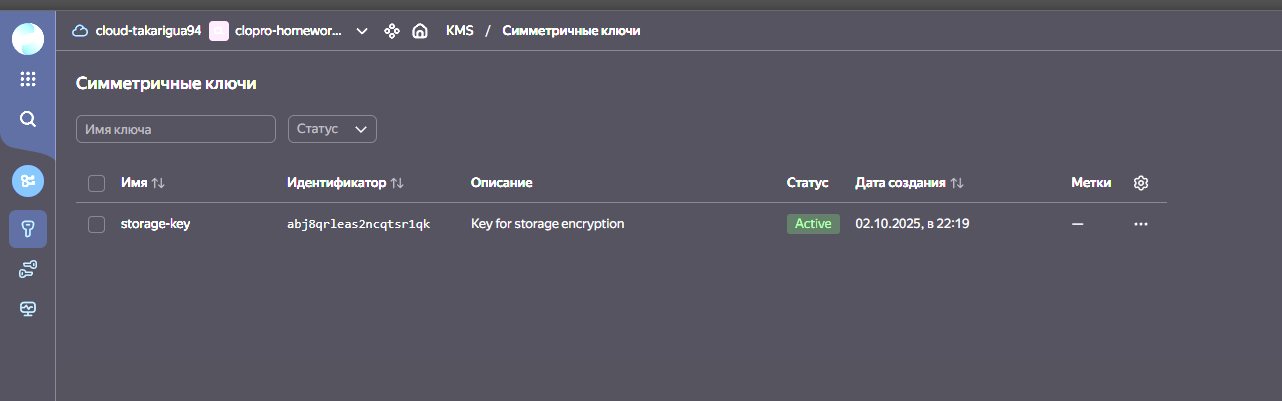 cloud-takarigua94 clopro-homewor... KMS / Симметричные ключи
Симметричные ключи
Имя ключа Статус
Имя Идентификатор Описание Статус Дата создания Метки
storage-key abj8qrleas2ncqtsr1qk Key for storage encryption Active 02.10.2025, в 22:19 —